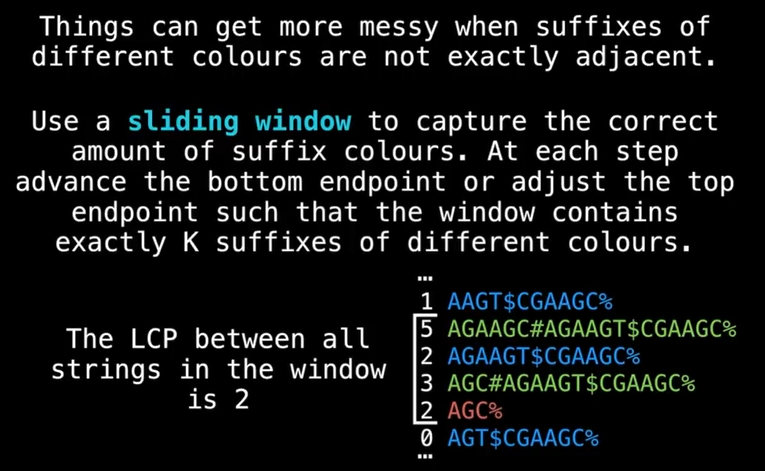 Things can get more messy when suffixes of
different colours are not exactly adjacent.
Use a sliding window to capture the correct
amount of suffix colours. At each step
advance the bottom endpoint or adjust the top
endpoint such that the window contains
exactly K suffixes of different colours.
The LCP between all
strings in the window
is 2
…
1 AAGT$CGAAGC%
5 AGAAGC#AGAAGT$CGAAGC%
2 AGAAGT$CGAAGC%
3 AGC#AGAAGT$CGAAGC%
2 AGC%
0 AGT$CGAAGC%
…